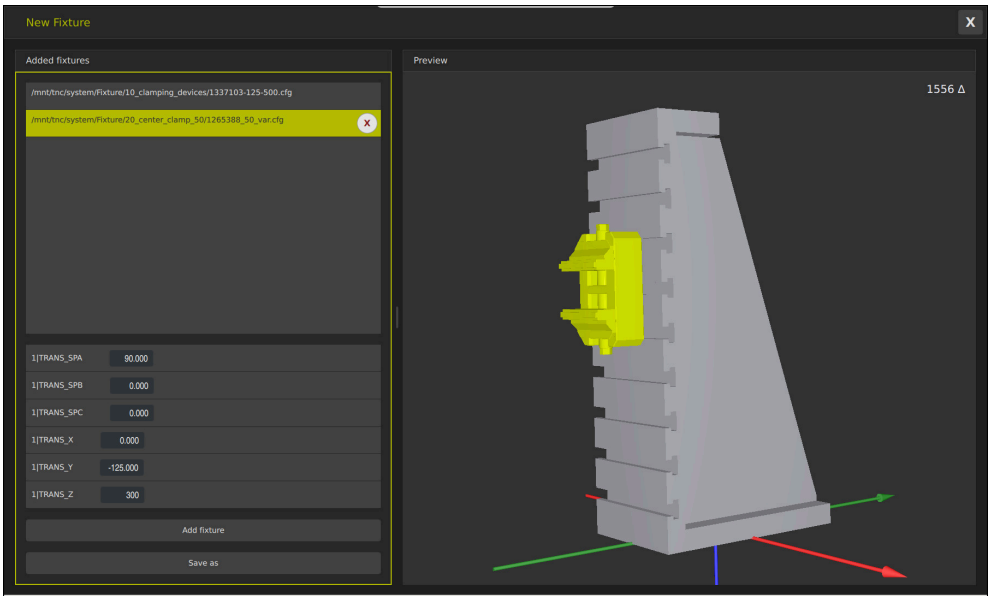 New Fixture
X
Added fixtures
/mnt/tnc/system/Fixture/10_clamping_devices/1337103-125-500.cfg
/mnt/tnc/system/Fixture/20_center_clamp_50/1265388_50_var.cfg
x
1|TRANS_SPA 90.000
1|TRANS_SPB 0.000
1|TRANS_SPC 0.000
1|TRANS_X 0.000
1|TRANS_Y -125.000
1|TRANS_Z 300
Add fixture
Save as
Preview
1556 Δ